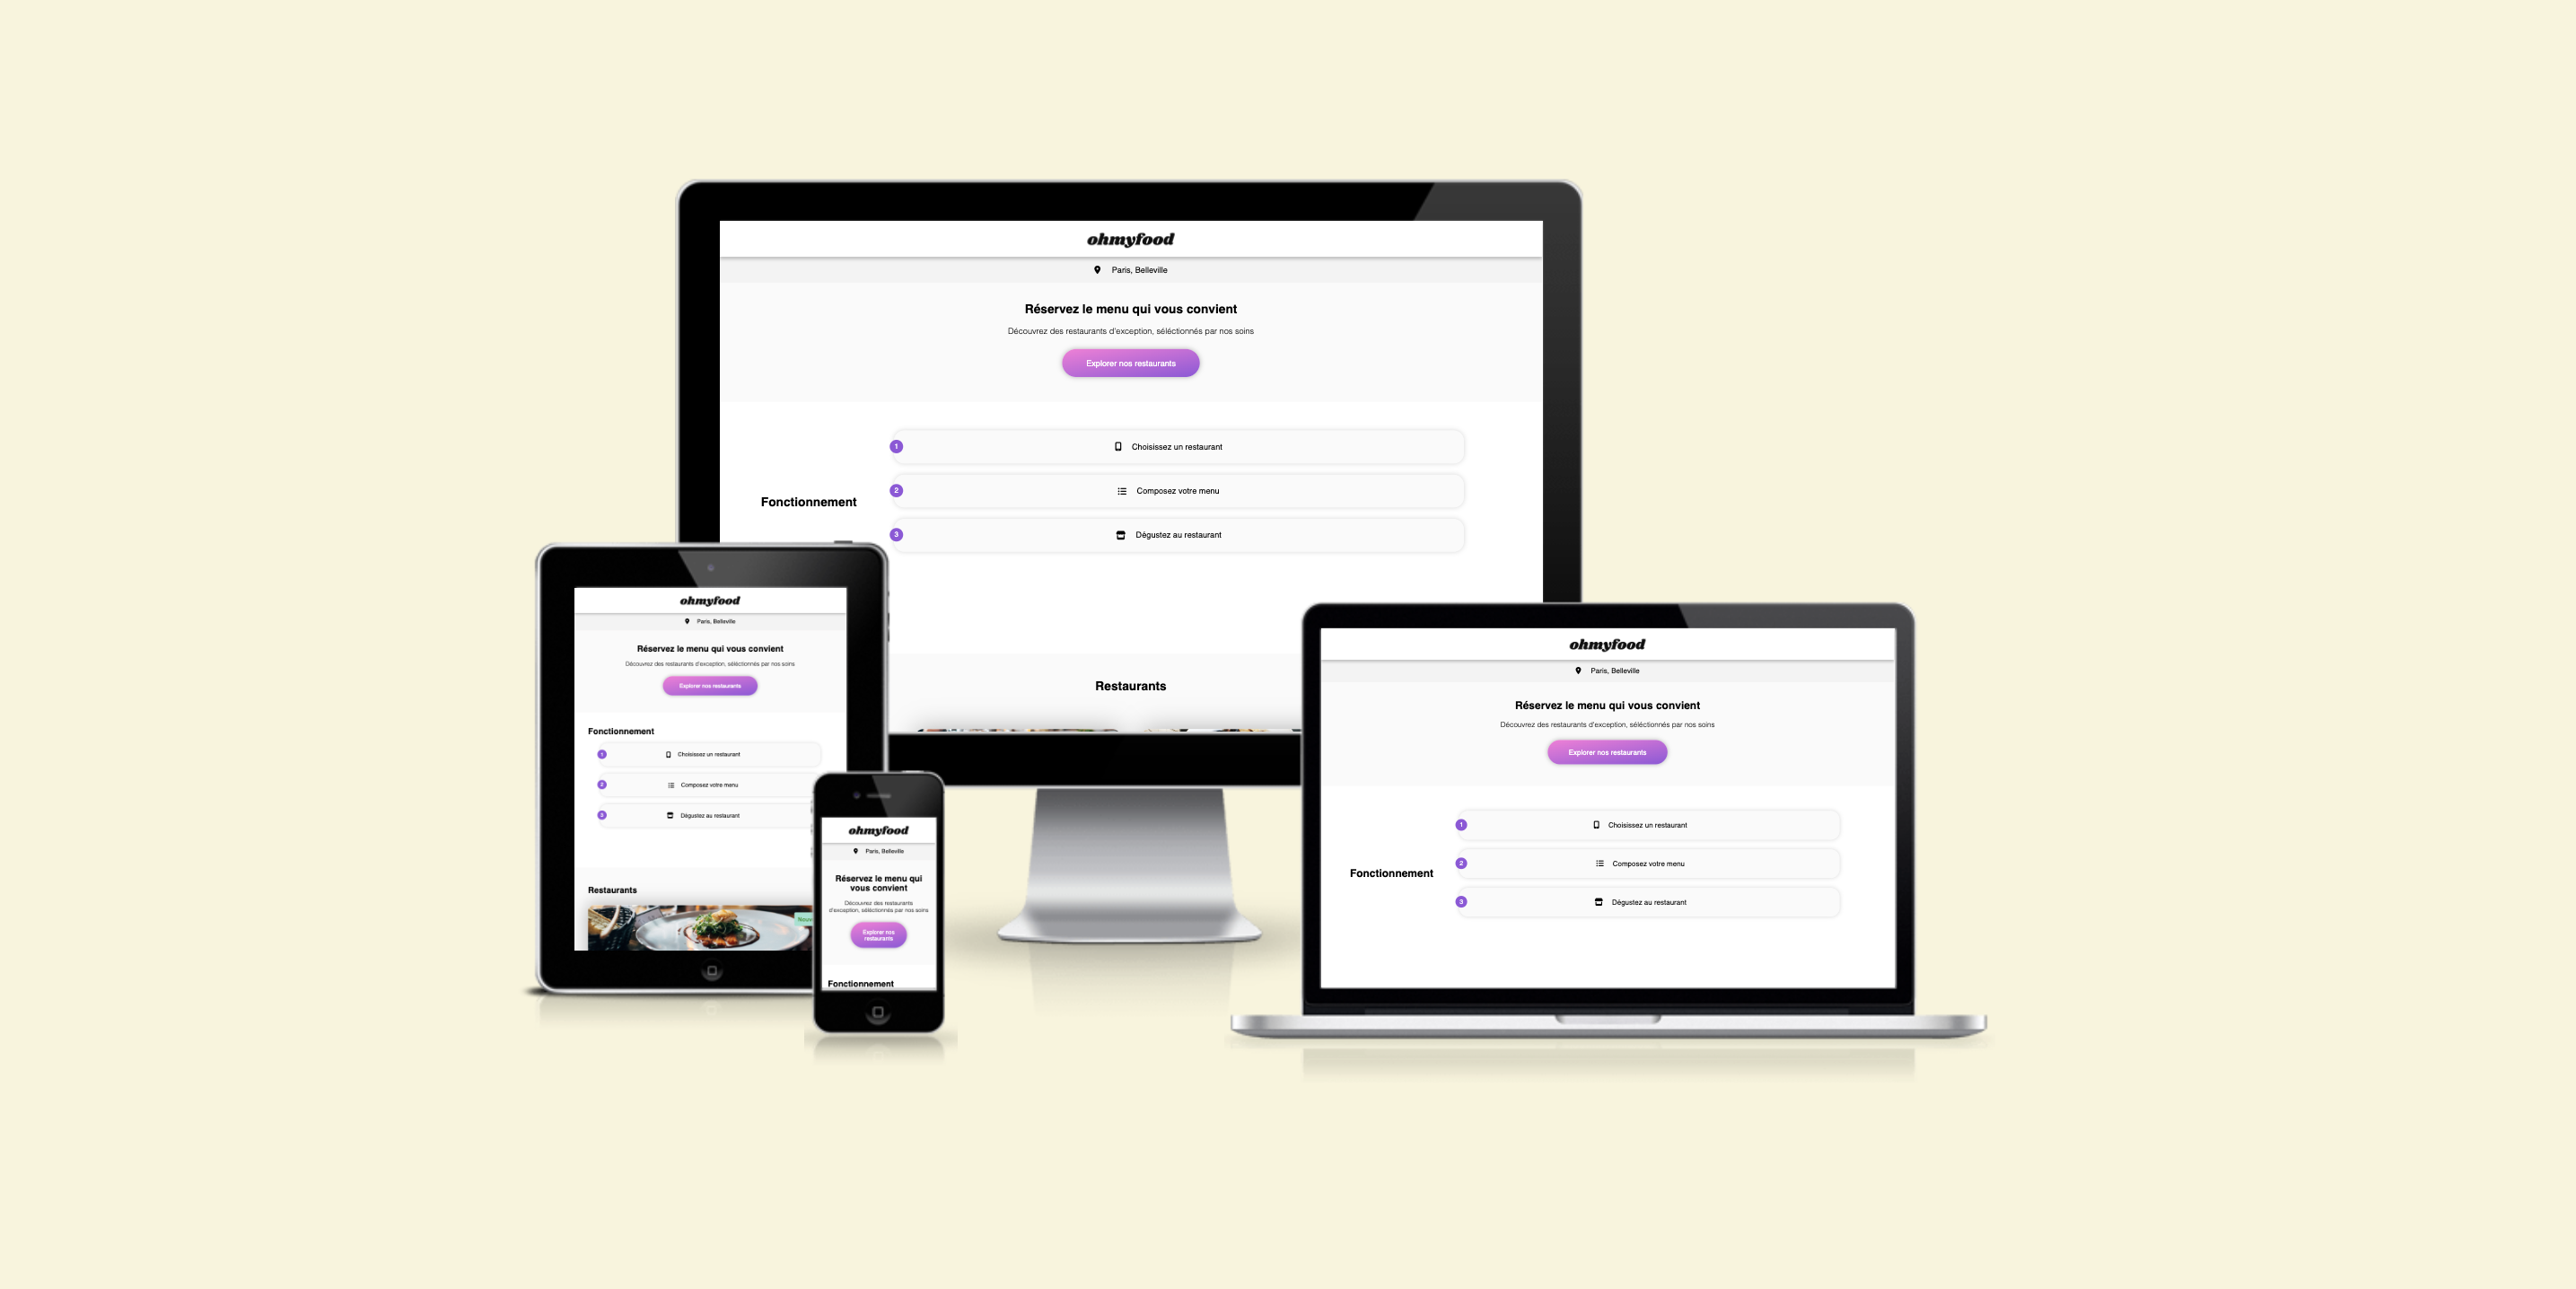 ohmyfood
Paris, Belleville
Réservez le menu qui vous convient
Découvrez des restaurants d'exception, séléctionnés par nos soins
Explorer nos restaurants
Fonctionnement
1 Choisissez un restaurant
2 Composez votre menu
3 Dégustez au restaurant
Restaurants
ohmyfood
Paris, Belleville
Réservez le menu qui vous convient
Découvrez des restaurants d'exception, séléctionnés par nos soins
Explorer nos restaurants
Fonctionnement
1 Choisissez un restaurant
2 Composez votre menu
3 Dégustez au restaurant
Restaurants
ohmyfood
Paris, Belleville
Réservez le menu qui
vous convient
Découvrez des restaurants
d'exception, séléctionnés par nos soins
Explorer nos
restaurants
Fonctionnement
ohmyfood
Paris, Belleville
Réservez le menu qui vous convient
Découvrez des restaurants d'exception, séléctionnés par nos soins
Explorer nos restaurants
Fonctionnement
1 Choisissez un restaurant
2 Composez votre menu
3 Dégustez au restaurant